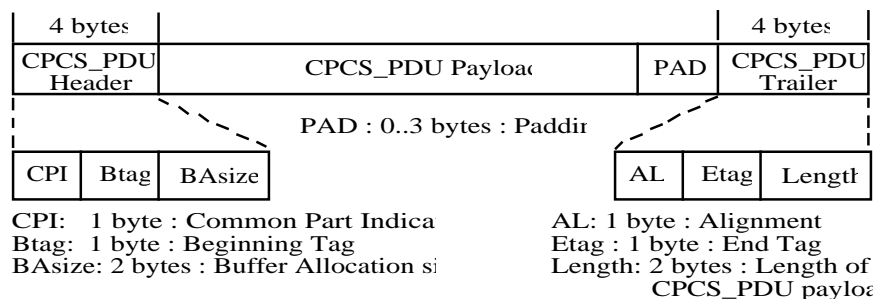 4 bytes 4 bytes
CPCS_PDU Header CPCS_PDU Payloa PAD CPCS_PDU Trailer
PAD : 0..3 bytes : Paddin
CPI Btag BAsize AL Etag Length
CPI: 1 byte : Common Part Indica
Btag: 1 byte : Beginning Tag
BAsize: 2 bytes : Buffer Allocation si
AL: 1 byte : Alignment
Etag : 1 byte : End Tag
Length: 2 bytes : Length of
CPCS_PDU payloa